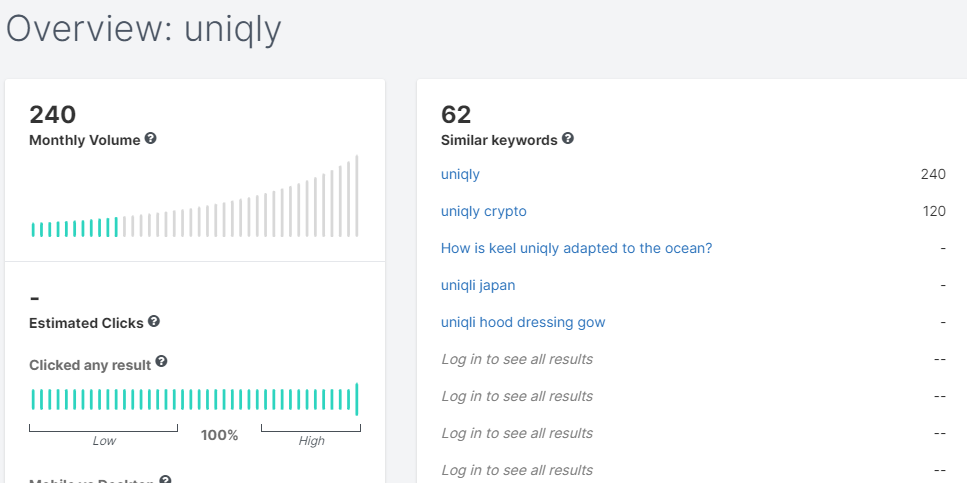 Overview: uniqly
240
Monthly Volume ?
-
Estimated Clicks ?
Clicked any result ?
Low 100% High
Mobile vs Desktop ?
62
Similar keywords ?
uniqly 240
uniqly crypto 120
How is keel uniqly adapted to the ocean? -
uniqli japan -
uniqli hood dressing gow -
Log in to see all results --
Log in to see all results --
Log in to see all results --
Log in to see all results --